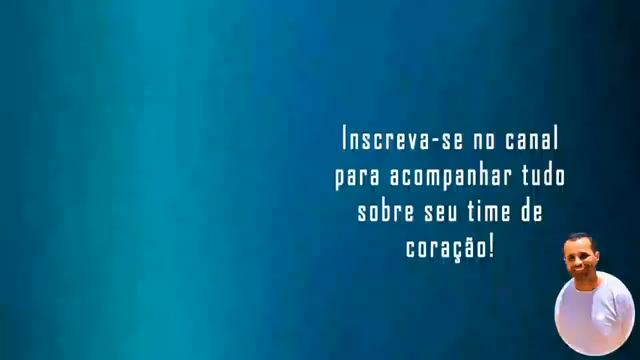 Inscreva-se no canal
para acompanhar tudo
sobre seu time de
coração!